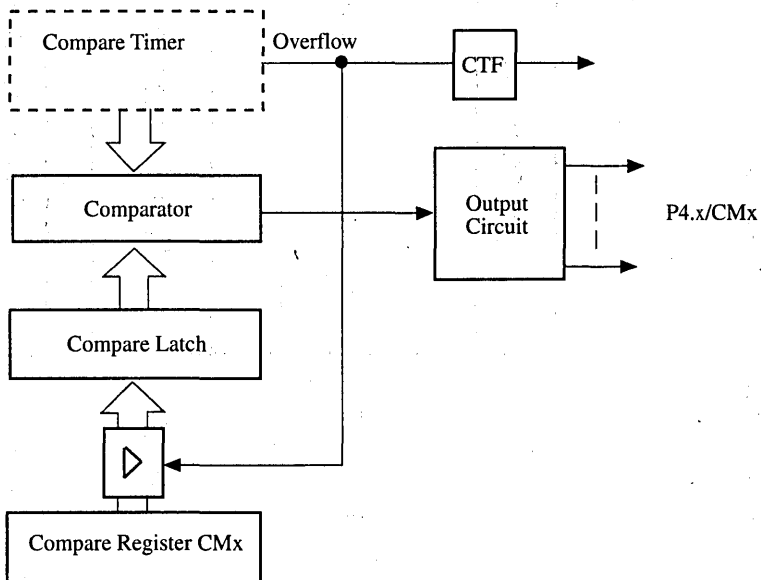 Compare Timer
Overflow
CTF
Comparator
Output
Circuit
P4.x/CMx
Compare Latch
Compare Register CMx